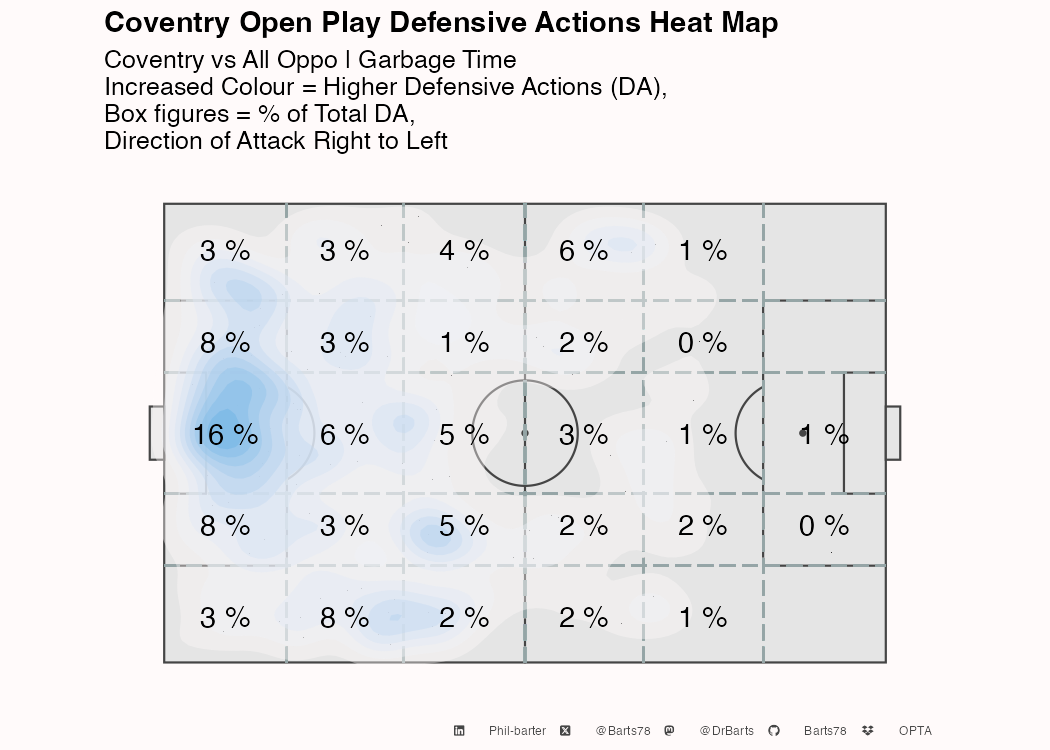 Coventry Open Play Defensive Actions Heat Map
Coventry vs All Oppo | Garbage Time
Increased Colour = Higher Defensive Actions (DA),
Box figures = % of Total DA,
Direction of Attack Right to Left
3 % 3 % 4 % 6 % 1 %
8 % 3 % 1 % 2 % 0 %
16 % 6 % 5 % 3 % 1 % 1 %
8 % 3 % 5 % 2 % 2 % 0 %
3 % 8 % 2 % 2 % 1 %
Phil-barter @Barts78 @DrBarts Barts78 OPTA